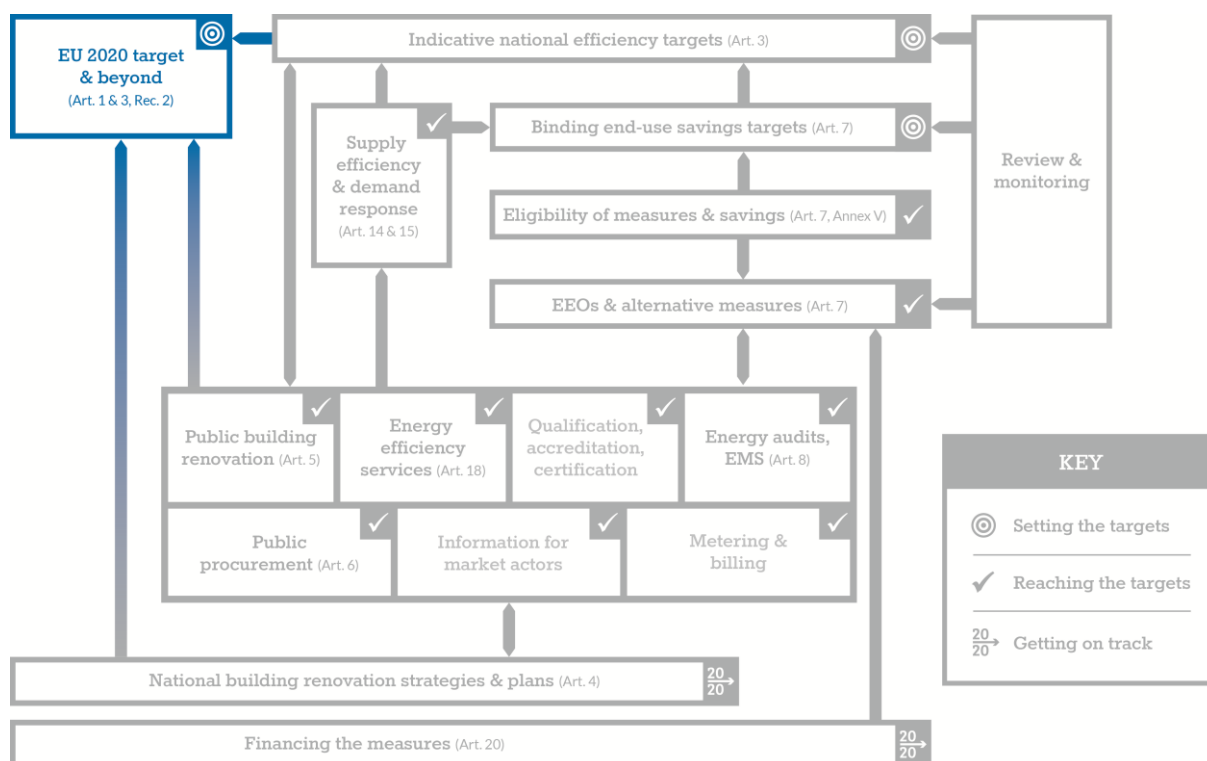 EU 2020 target
& beyond
(Art. 1 & 3, Rec. 2)
Indicative national efficiency targets (Art. 3)
Supply
efficiency
& demand
response
(Art. 14 & 15)
Binding end-use savings targets (Art. 7)
Eligibility of measures & savings (Art. 7, Annex V)
EEOs & alternative measures (Art. 7)
Review &
monitoring
Public building
renovation (Art. 5)
Energy
efficiency
services (Art. 18)
Qualification,
accreditation,
certification
Energy audits,
EMS (Art. 8)
Public
procurement (Art. 6)
Information for
market actors
Metering &
billing
National building renovation strategies & plans (Art. 4)
20
20
Financing the measures (Art. 20)
20
20
KEY
Setting the targets
Reaching the targets
20
20
Getting on track